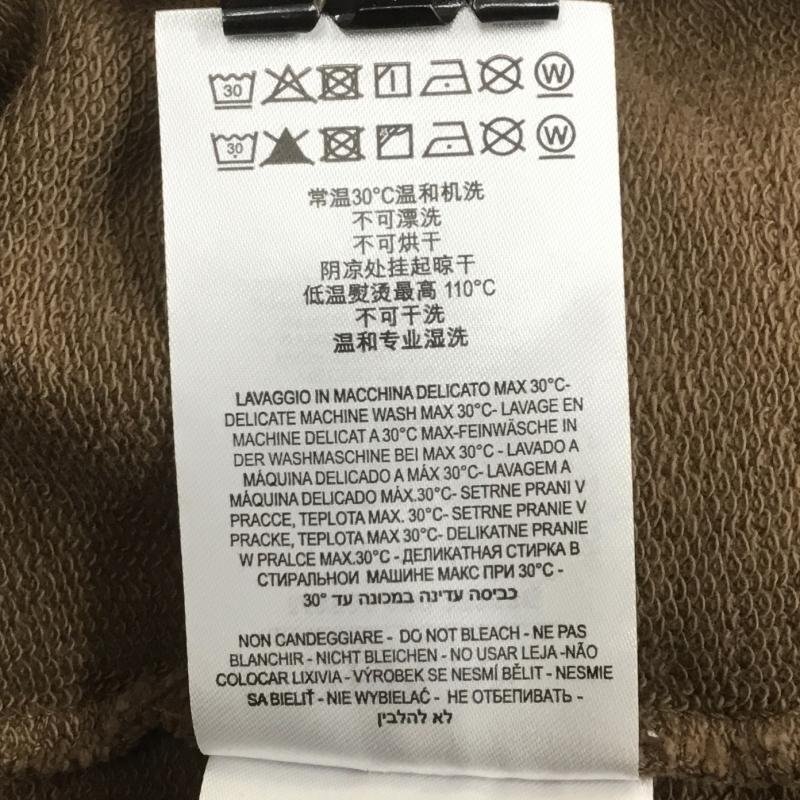 30 W
30 W
常温30°C温和机洗
不可漂洗
不可烘干
阴凉处挂起晾干
低温熨烫最高 110°C
不可干洗
温和专业湿洗
LAVAGGIO IN MACCHINA DELICATO MAX 30°C-
DELICATE MACHINE WASH MAX 30°C- LAVAGE EN
MACHINE DELICAT A 30°C MAX-FEINWÄSCHE IN
DER WASHMASCHINE BEI MAX 30°C - LAVADO A
MÁQUINA DELICADO A MÁX 30°C- LAVAGEM A
MÁQUINA DELICADO MÁX.30°C- SETRNE PRANI V
PRACCE, TEPLOTA MAX. 30°C- SETRNE PRANIE V
PRACKE, TEPLOTA MAX. 30°C- DELIKATNE PRANIE
W PRALCE MAX.30°C - ДЕЛИКАТНАЯ СТИРКА В
СТИРАЛЬНОИ МАШИНЕ МАКС ПРИ 30°C -
כביסה עדינה במכונה עד 30°
NON CANDEGGIARE - DO NOT BLEACH - NE PAS
BLANCHIR - NICHT BLEICHEN - NO USAR LEJA -NÃO
COLOCAR LIXIVIA - VÝROBEK SE NESMÍ BĚLIT - NESMIE
SA BIELIŤ - NIE WYBIELAĆ - НЕ ОТБЕПИВАТЬ -
לא להלבין